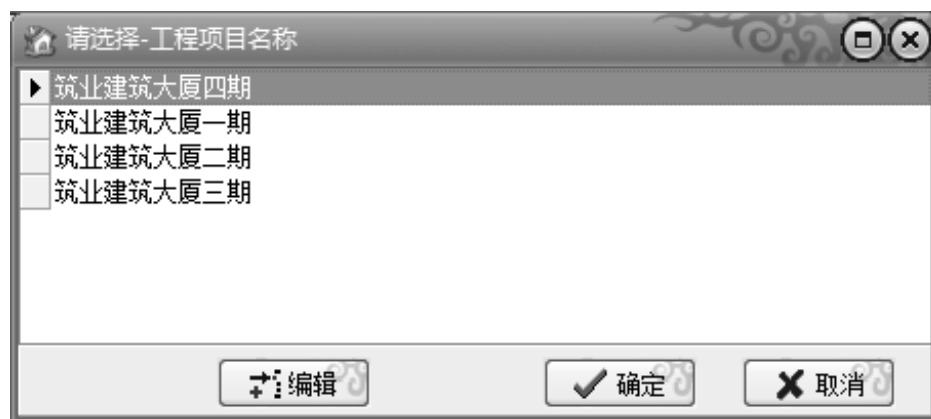 请选择-工程项目名称
筑业建筑大厦四期
筑业建筑大厦一期
筑业建筑大厦二期
筑业建筑大厦三期
编辑 确定 取消